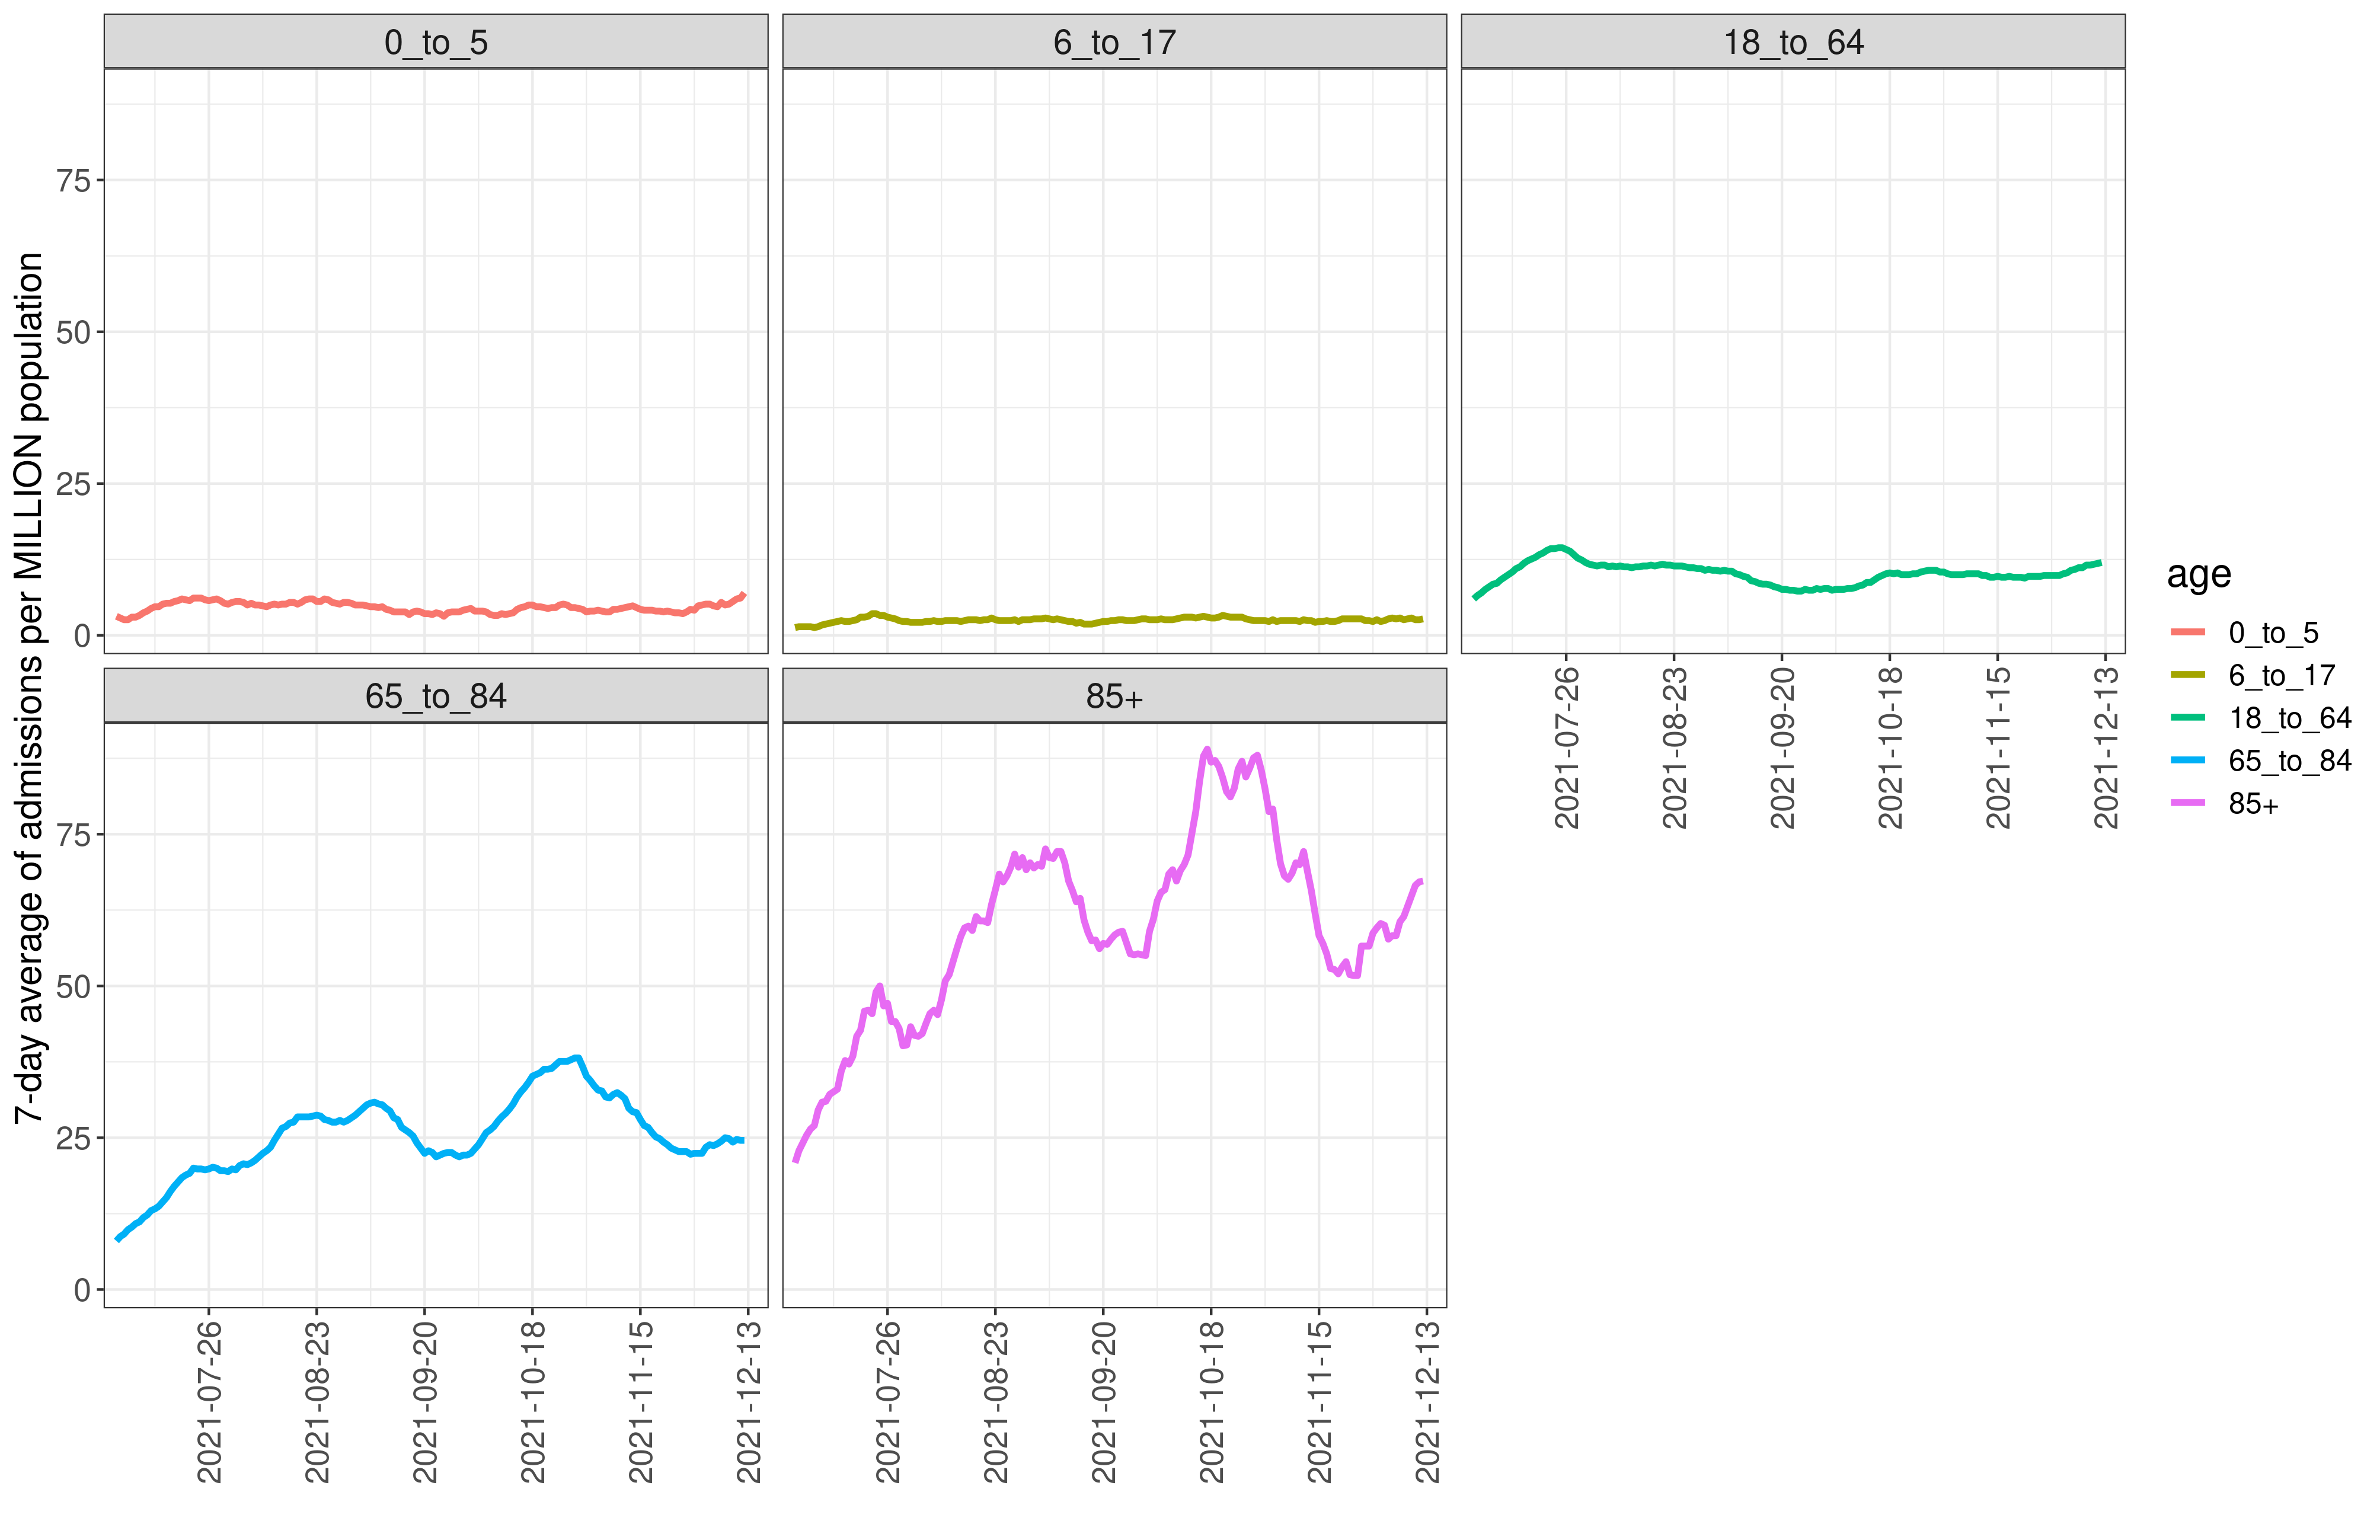 0_to_5
6_to_17
18_to_64
75
50
25
0
7-day average of admissions per MILLION population
65_to_84
85+
2021-07-26
2021-08-23
2021-09-20
2021-10-18
2021-11-15
2021-12-13
75
50
25
0
2021-07-26
2021-08-23
2021-09-20
2021-10-18
2021-11-15
2021-12-13
2021-07-26
2021-08-23
2021-09-20
2021-10-18
2021-11-15
2021-12-13
age
0_to_5
6_to_17
18_to_64
65_to_84
85+